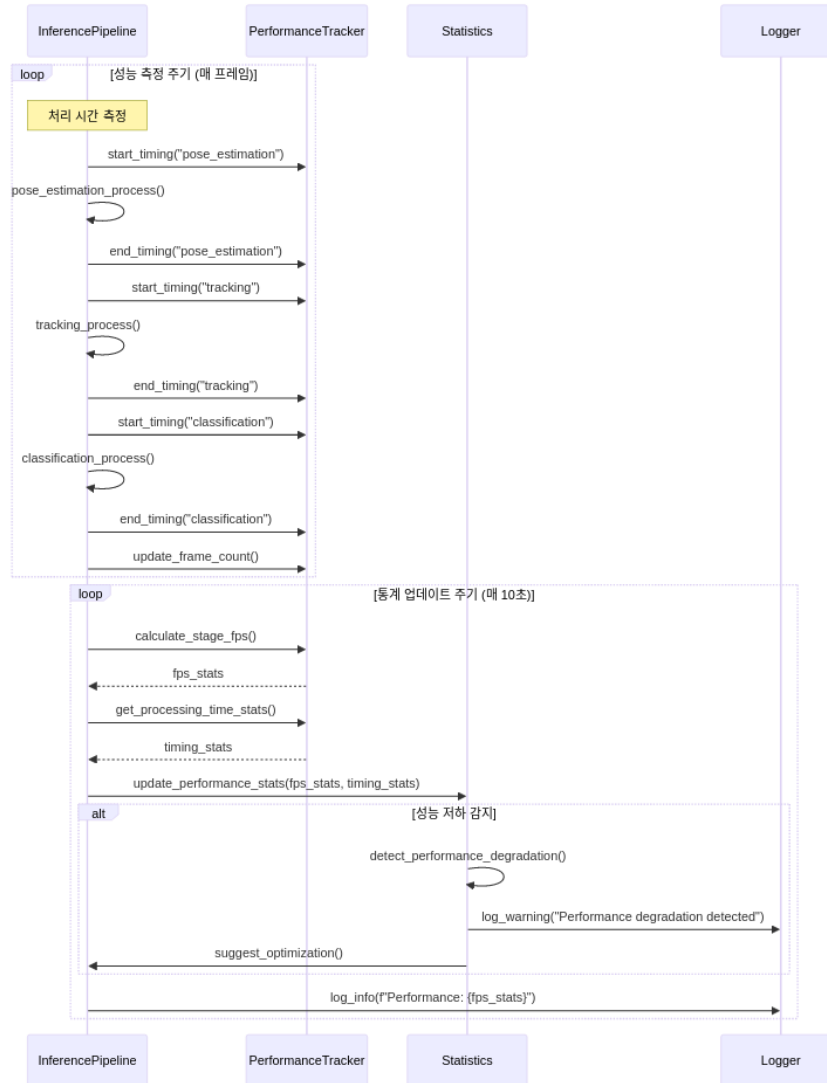 InferencePipeline
PerformanceTracker
Statistics
Logger
loop
[성능 측정 주기 (매 프레임)]
처리 시간 측정
start_timing("pose_estimation")
pose_estimation_process()
end_timing("pose_estimation")
start_timing("tracking")
tracking_process()
end_timing("tracking")
start_timing("classification")
classification_process()
end_timing("classification")
update_frame_count()
loop
[통계 업데이트 주기 (매 10초)]
calculate_stage_fps()
fps_stats
get_processing_time_stats()
timing_stats
update_performance_stats(fps_stats, timing_stats)
alt
[성능 저하 감지]
detect_performance_degradation()
log_warning("Performance degradation detected")
suggest_optimization()
log_info(f"Performance: {fps_stats}")
InferencePipeline
PerformanceTracker
Statistics
Logger